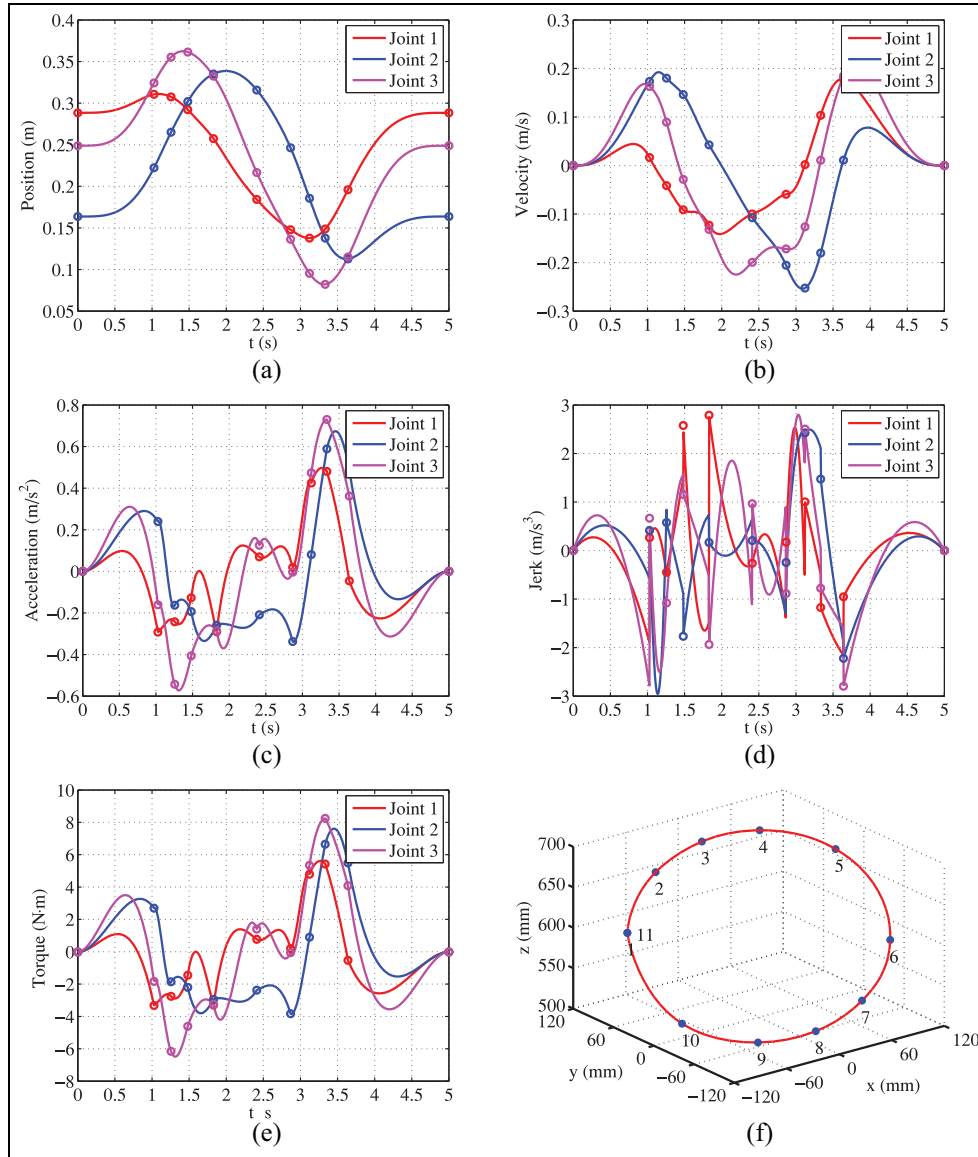 0.4
0.35
0.3
0.25
0.2
0.15
0.1
0.05
Position (m)
Joint 1
Joint 2
Joint 3
0 0.5 1 1.5 2 2.5 3 3.5 4 4.5 5
t (s)
(a)
0.3
0.2
0.1
0
−0.1
−0.2
−0.3
Velocity (m/s)
Joint 1
Joint 2
Joint 3
0 0.5 1 1.5 2 2.5 3 3.5 4 4.5 5
t (s)
(b)
0.8
0.6
0.4
0.2
0
−0.2
−0.4
−0.6
Acceleration (m/s²)
Joint 1
Joint 2
Joint 3
0 0.5 1 1.5 2 2.5 3 3.5 4 4.5 5
t (s)
(c)
3
2
1
0
−1
−2
−3
Jerk (m/s³)
Joint 1
Joint 2
Joint 3
0 0.5 1 1.5 2 2.5 3 3.5 4 4.5 5
t (s)
(d)
10
8
6
4
2
0
−2
−4
−6
−8
Torque (N·m)
Joint 1
Joint 2
Joint 3
0 0.5 1 1.5 2 2.5 3 3.5 4 4.5 5
t s
(e)
700
650
600
550
500
z (mm)
120
60
0
−60
−120
y (mm)
−120
−60
0
60
120
x (mm)
1
2
3
4
5
6
7
8
9
10
11
(f)